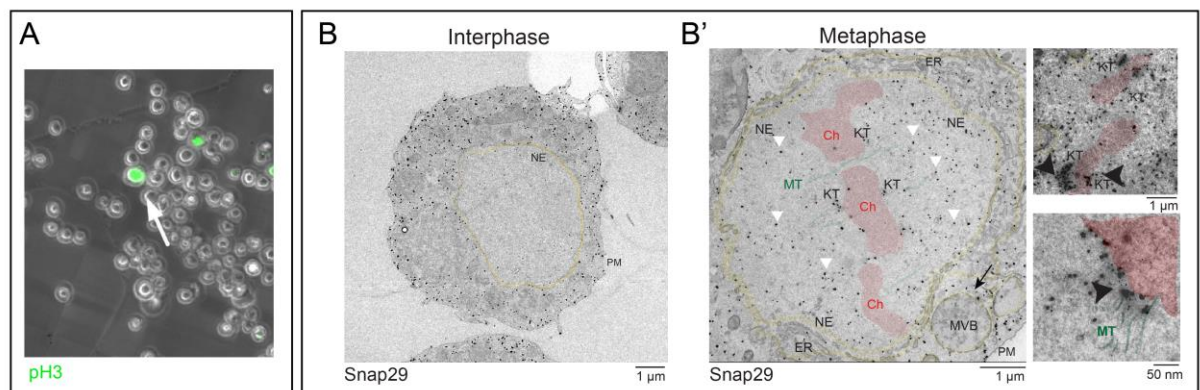 A
pH3
B
Interphase
NE
PM
Snap29
1 μm
B’
Metaphase
ER
NE
NE
Ch
KT
MT
KT
KT
Ch
Ch
NE
MVB
ER
PM
Snap29
1 μm
KT
KT
KT
KT
1 μm
MT
50 nm